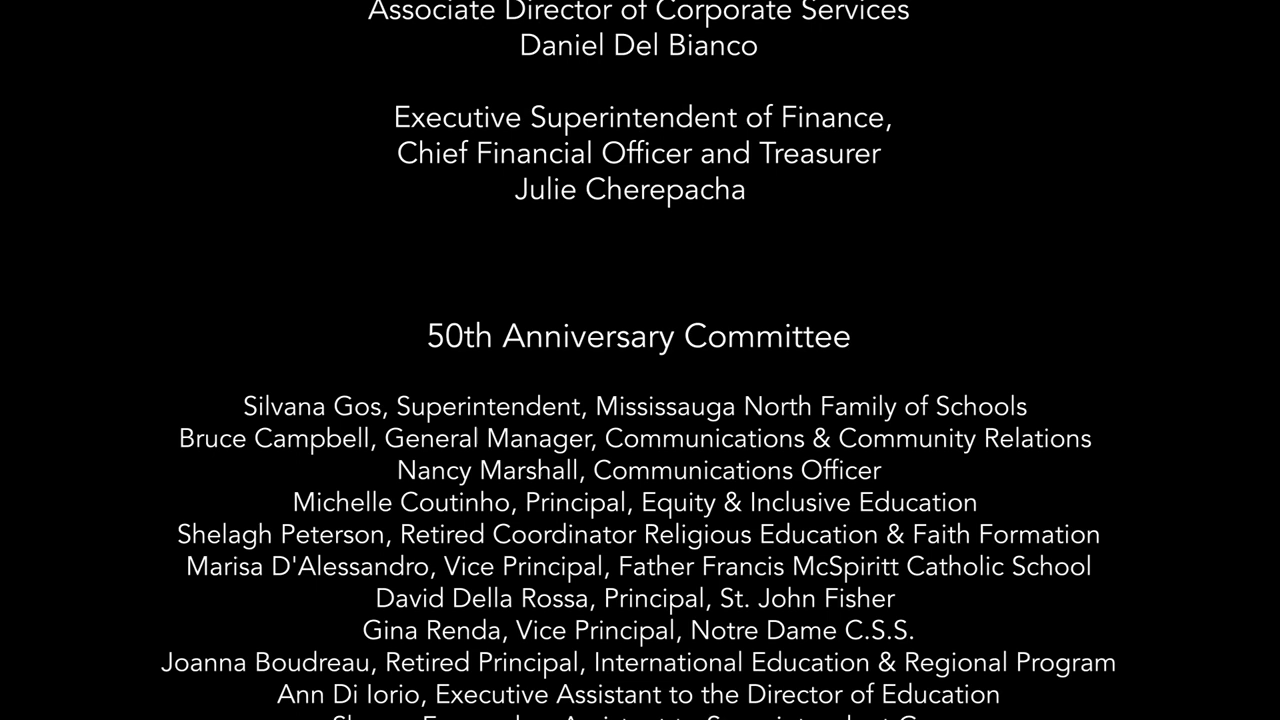 Associate Director of Corporate Services
Daniel Del Bianco
Executive Superintendent of Finance,
Chief Financial Officer and Treasurer
Julie Cherepacha
50th Anniversary Committee
Silvana Gos, Superintendent, Mississauga North Family of Schools
Bruce Campbell, General Manager, Communications & Community Relations
Nancy Marshall, Communications Officer
Michelle Coutinho, Principal, Equity & Inclusive Education
Shelagh Peterson, Retired Coordinator Religious Education & Faith Formation
Marisa D'Alessandro, Vice Principal, Father Francis McSpiritt Catholic School
David Della Rossa, Principal, St. John Fisher
Gina Renda, Vice Principal, Notre Dame C.S.S.
Joanna Boudreau, Retired Principal, International Education & Regional Program
Ann Di Iorio, Executive Assistant to the Director of Education